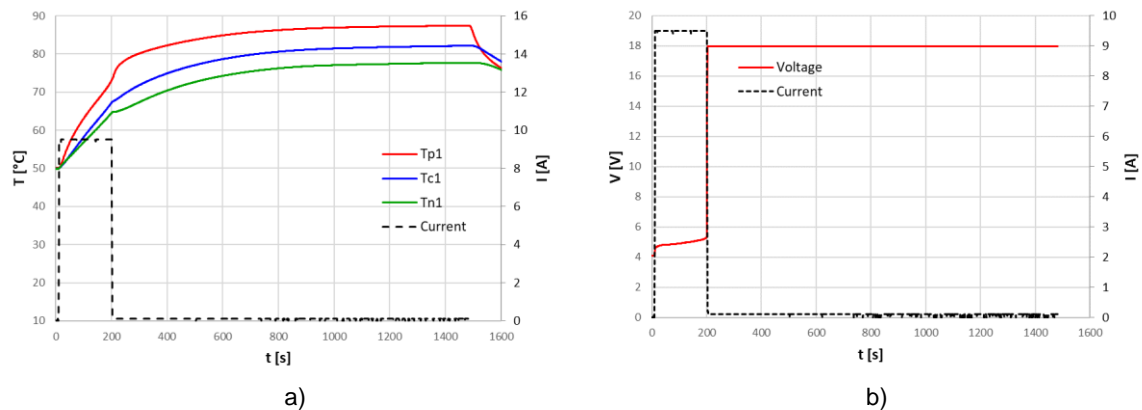 90 16 20 10
80 14 18 9
70 12 16 8
60 10 14 7
50 8 12 6
40 6 10 5
30 4 8 4
20 2 6 3
10 0 4 2
2 1
0 0
T [°C]
I [A]
Tp1
Tc1
Tn1
Current
0 200 400 600 800 1000 1200 1400 1600
t [s]
V [V]
I [A]
Voltage
Current
0 200 400 600 800 1000 1200 1400 1600
t [s]
a) b)